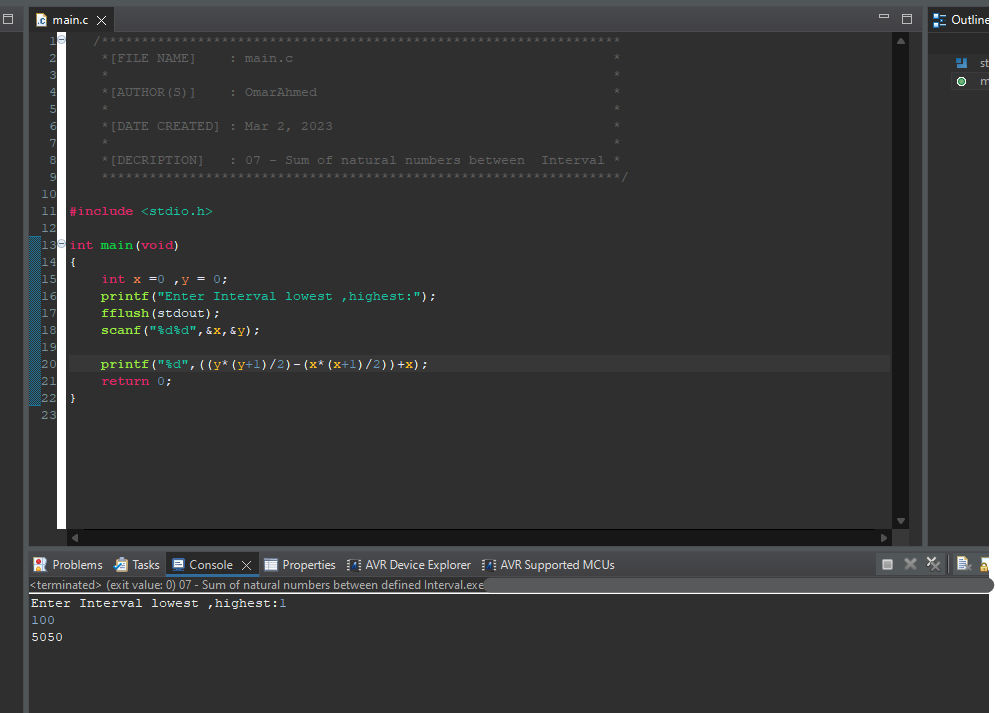 main.c
Outline
1 /*****************************************************************
2 *[FILE NAME] : main.c *
3 * *
4 *[AUTHOR(S)] : OmarAhmed *
5 * *
6 *[DATE CREATED] : Mar 2, 2023 *
7 * *
8 *[DECRIPTION] : 07 - Sum of natural numbers between Interval *
9 *****************************************************************/
10
11 #include <stdio.h>
12
13 int main(void)
14 {
15 int x =0 ,y = 0;
16 printf("Enter Interval lowest ,highest:");
17 fflush(stdout);
18 scanf("%d%d",&x,&y);
19
20 printf("%d",((y*(y+1)/2)-(x*(x+1)/2))+x);
21 return 0;
22 }
23
st
m
Problems Tasks Console Properties AVR Device Explorer AVR Supported MCUs
<terminated> (exit value: 0) 07 - Sum of natural numbers between defined Interval.exe
Enter Interval lowest ,highest:1
100
5050